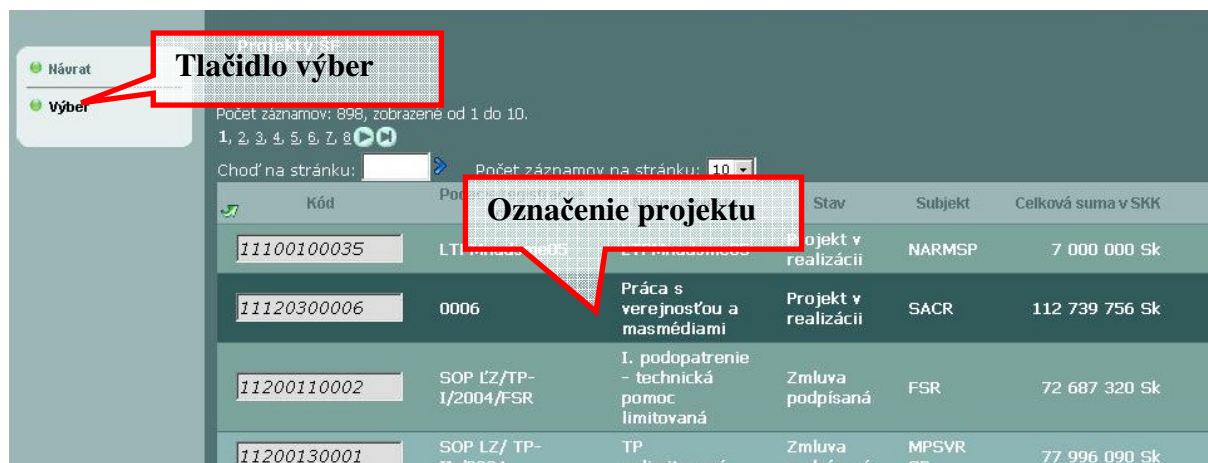 Projekty ŠF
Návrat
Tlačidlo výber
Výber
Počet záznamov: 898, zobrazené od 1 do 10.
1, 2, 3, 4, 5, 6, 7, 8
Choď na stránku: Počet záznamov na stránku: 10
Označenie projektu
Kód Stav Subjekt Celková suma v SKK
11100100035 Projekt v realizácii NARMSP 7 000 000 Sk
11120300006 0006 Práca s verejnosťou a masmédiami Projekt v realizácii SACR 112 739 756 Sk
11200110002 SOP ĽZ/TP-I/2004/FSR I. podopatrenie - technická pomoc limitovaná Zmluva podpísaná FSR 72 687 320 Sk
11200130001 SOP LZ/ TP- TP Zmluva MPSVR 77 996 090 Sk